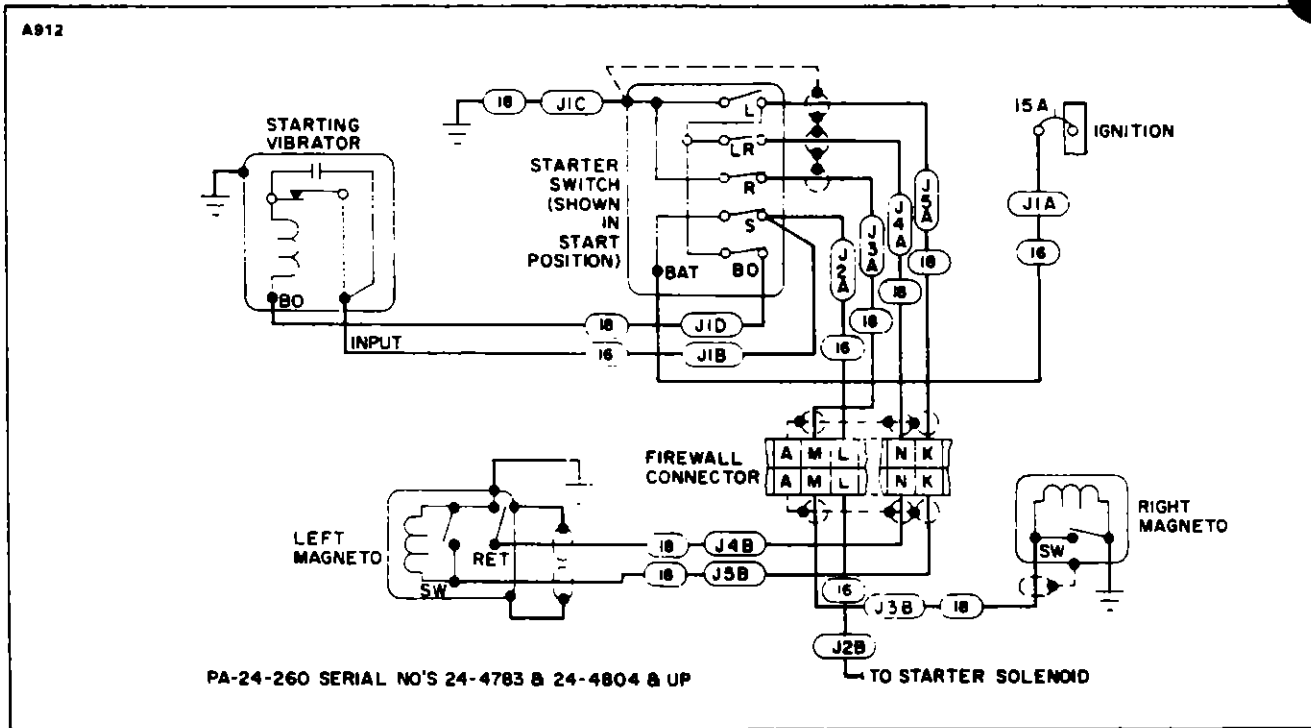 A912
18
J1C
STARTING
VIBRATOR
BO
INPUT
STARTER
SWITCH
(SHOWN
IN
START
POSITION)
L
LR
R
S
BO
BAT
15A
IGNITION
J1A
16
J5A
J4A
J3A
J2A
18
18
18
16
18
J1D
16
J1B
FIREWALL
CONNECTOR
A M L N K
A M L N K
LEFT
MAGNETO
RET
SW
18
J4B
18
J5B
16
J3B
18
J2B
RIGHT
MAGNETO
SW
TO STARTER SOLENOID
PA-24-260 SERIAL NO'S 24-4783 & 24-4804 & UP